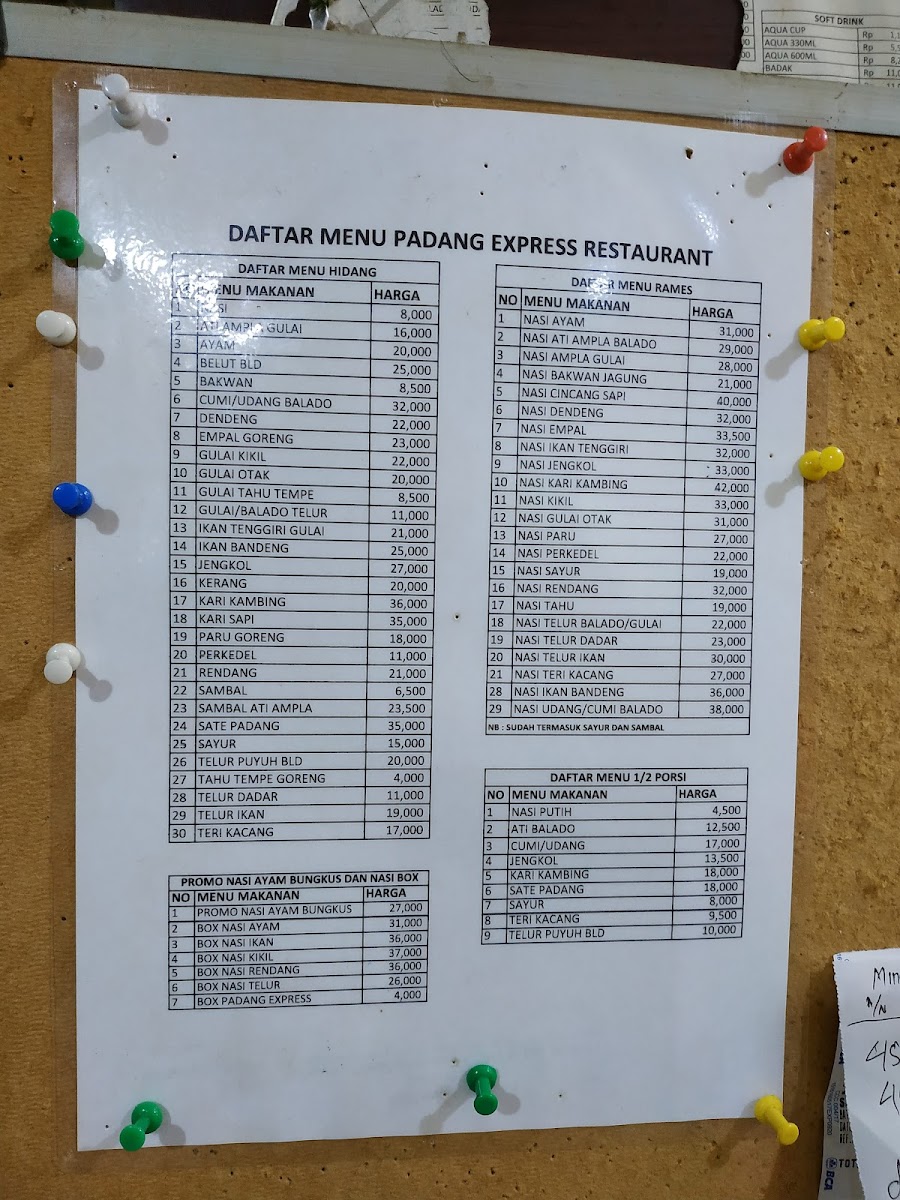 SOFT DRINK
AQUA CUP Rp
AQUA 330ML Rp
AQUA 600ML Rp
BADAK Rp
DAFTAR MENU PADANG EXPRESS RESTAURANT
DAFTAR MENU HIDANG
MENU MAKANAN HARGA
1 NASI 8,000
2 ATI AMPLA GULAI 16,000
3 AYAM 20,000
4 BELUT BLD 25,000
5 BAKWAN 8,500
6 CUMI/UDANG BALADO 32,000
7 DENDENG 22,000
8 EMPAL GORENG 23,000
9 GULAI KIKIL 22,000
10 GULAI OTAK 20,000
11 GULAI TAHU TEMPE 8,500
12 GULAI/BALADO TELUR 11,000
13 IKAN TENGGIRI GULAI 21,000
14 IKAN BANDENG 25,000
15 JENGKOL 27,000
16 KERANG 20,000
17 KARI KAMBING 36,000
18 KARI SAPI 35,000
19 PARU GORENG 18,000
20 PERKEDEL 11,000
21 RENDANG 21,000
22 SAMBAL 6,500
23 SAMBAL ATI AMPLA 23,500
24 SATE PADANG 35,000
25 SAYUR 15,000
26 TELUR PUYUH BLD 20,000
27 TAHU TEMPE GORENG 4,000
28 TELUR DADAR 11,000
29 TELUR IKAN 19,000
30 TERI KACANG 17,000
PROMO NASI AYAM BUNGKUS DAN NASI BOX
NO MENU MAKANAN HARGA
1 PROMO NASI AYAM BUNGKUS 27,000
2 BOX NASI AYAM 31,000
3 BOX NASI IKAN 36,000
4 BOX NASI KIKIL 37,000
5 BOX NASI RENDANG 36,000
6 BOX NASI TELUR 26,000
7 BOX PADANG EXPRESS 4,000
DAFTAR MENU RAMES
NO MENU MAKANAN HARGA
1 NASI AYAM 31,000
2 NASI ATI AMPLA BALADO 29,000
3 NASI AMPLA GULAI 28,000
4 NASI BAKWAN JAGUNG 21,000
5 NASI CINCANG SAPI 40,000
6 NASI DENDENG 32,000
7 NASI EMPAL 33,500
8 NASI IKAN TENGGIRI 32,000
9 NASI JENGKOL 33,000
10 NASI KARI KAMBING 42,000
11 NASI KIKIL 33,000
12 NASI GULAI OTAK 31,000
13 NASI PARU 27,000
14 NASI PERKEDEL 22,000
15 NASI SAYUR 19,000
16 NASI RENDANG 32,000
17 NASI TAHU 19,000
18 NASI TELUR BALADO/GULAI 22,000
19 NASI TELUR DADAR 23,000
20 NASI TELUR IKAN 30,000
21 NASI TERI KACANG 27,000
28 NASI IKAN BANDENG 36,000
29 NASI UDANG/CUMI BALADO 38,000
NB : SUDAH TERMASUK SAYUR DAN SAMBAL
DAFTAR MENU 1/2 PORSI
NO MENU MAKANAN HARGA
1 NASI PUTIH 4,500
2 ATI BALADO 12,500
3 CUMI/UDANG 17,000
4 JENGKOL 13,500
5 KARI KAMBING 18,000
6 SATE PADANG 18,000
7 SAYUR 8,000
8 TERI KACANG 9,500
9 TELUR PUYUH BLD 10,000
BCA